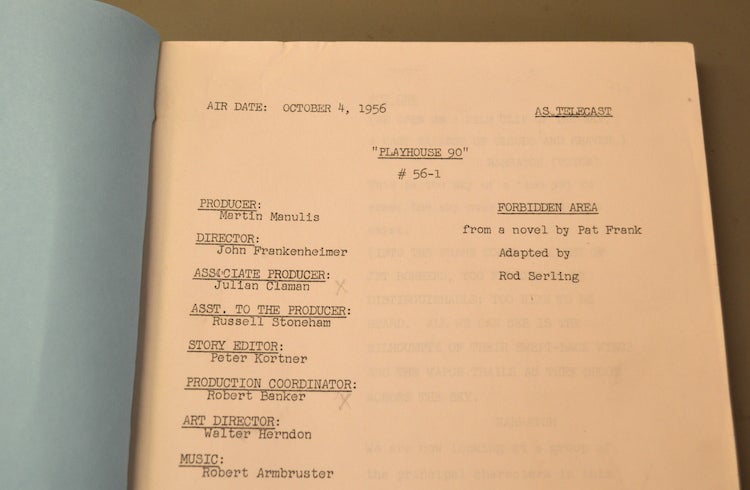 AIR DATE: OCTOBER 4, 1956
AS TELECAST
"PLAYHOUSE 90"
# 56-1
PRODUCER:
Martin Manulis
DIRECTOR:
John Frankenheimer
ASSOCIATE PRODUCER:
Julian Claman
ASST. TO THE PRODUCER:
Russell Stoneham
STORY EDITOR:
Peter Kortner
PRODUCTION COORDINATOR:
Robert Banker
ART DIRECTOR:
Walter Herndon
MUSIC:
Robert Armbruster
FORBIDDEN AREA
from a novel by Pat Frank
Adapted by
Rod Serling